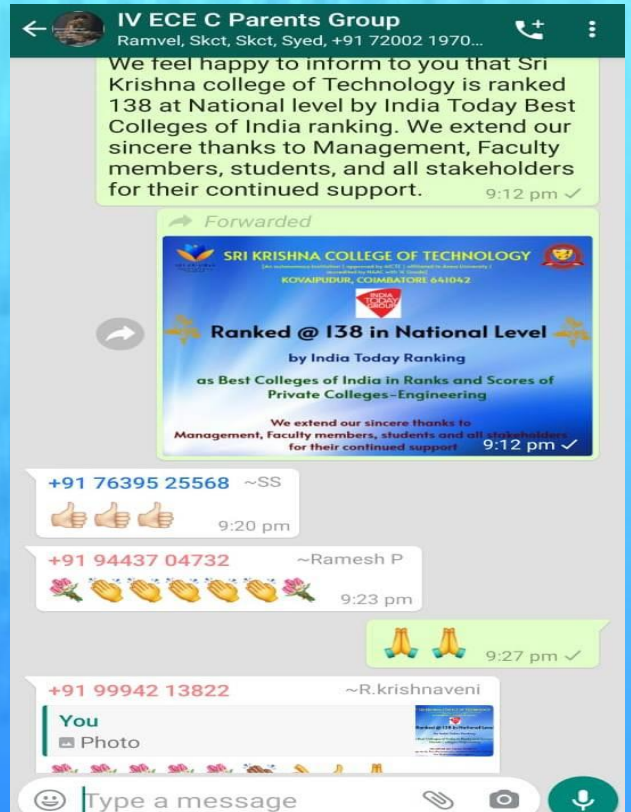 IV ECE C Parents Group
Ramvel, Skct, Skct, Syed, +91 72002 1970...
We feel happy to inform to you that Sri
Krishna college of Technology is ranked
138 at National level by India Today Best
Colleges of India ranking. We extend our
sincere thanks to Management, Faculty
members, students, and all stakeholders
for their continued support. 9:12 pm
Forwarded
SRI KRISHNA COLLEGE OF TECHNOLOGY
KOVAIPUDUR, COIMBATORE 641042
INDIA
TODAY
GROUP
Ranked @ 138 in National Level
by India Today Ranking
as Best Colleges of India in Ranks and Scores of
Private Colleges-Engineering
We extend our sincere thanks to
Management, Faculty members, students and all stakeholders
for their continued support 9:12 pm
+91 76395 25568 ~SS
9:20 pm
+91 94437 04732 ~Ramesh P
9:23 pm
9:27 pm
+91 99942 13822 ~R.krishnaveni
You
Photo
Type a message